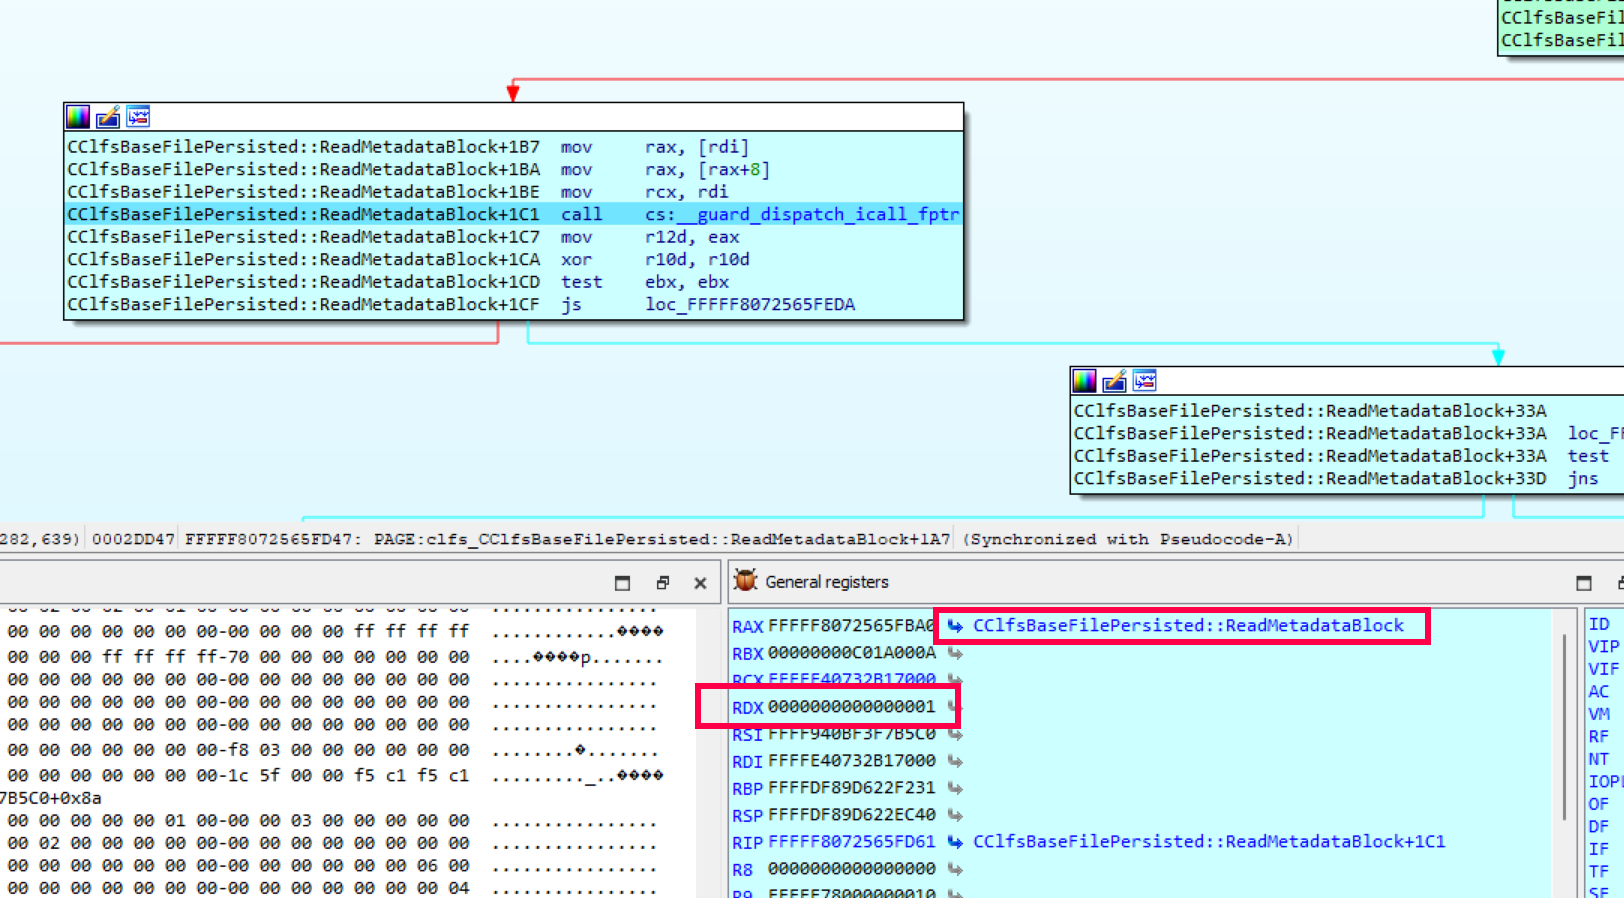 CClfsBaseFil
CClfsBaseFil
CClfsBaseFilePersisted::ReadMetadataBlock+1B7 mov rax, [rdi]
CClfsBaseFilePersisted::ReadMetadataBlock+1BA mov rax, [rax+8]
CClfsBaseFilePersisted::ReadMetadataBlock+1BE mov rcx, rdi
CClfsBaseFilePersisted::ReadMetadataBlock+1C1 call cs:__guard_dispatch_icall_fptr
CClfsBaseFilePersisted::ReadMetadataBlock+1C7 mov r12d, eax
CClfsBaseFilePersisted::ReadMetadataBlock+1CA xor r10d, r10d
CClfsBaseFilePersisted::ReadMetadataBlock+1CD test ebx, ebx
CClfsBaseFilePersisted::ReadMetadataBlock+1CF js loc_FFFFF8072565FEDA
CClfsBaseFilePersisted::ReadMetadataBlock+33A
CClfsBaseFilePersisted::ReadMetadataBlock+33A loc_FF
CClfsBaseFilePersisted::ReadMetadataBlock+33A test
CClfsBaseFilePersisted::ReadMetadataBlock+33D jns
282,639) 0002DD47 FFFFF8072565FD47: PAGE:clfs_CClfsBaseFilePersisted::ReadMetadataBlock+1A7 (Synchronized with Pseudocode-A)
00 00 00 00 00 00 00-00 00 00 00 ff ff ff ff ............����
00 00 00 ff ff ff ff-70 00 00 00 00 00 00 00 ....����p.......
00 00 00 00 00 00 00-00 00 00 00 00 00 00 00 ................
00 00 00 00 00 00 00-00 00 00 00 00 00 00 00 ................
00 00 00 00 00 00 00-00 00 00 00 00 00 00 00 ................
00 00 00 00 00 00 00-f8 03 00 00 00 00 00 00 ........�.......
00 00 00 00 00 00 00-1c 5f 00 00 f5 c1 f5 c1 ........._..����
7B5C0+0x8a
00 00 00 00 00 01 00-00 00 03 00 00 00 00 00 ................
00 02 00 00 00 00 00-00 00 00 00 00 00 00 00 ................
00 00 00 00 00 00 00-00 00 00 00 00 00 06 00 ................
00 00 00 00 00 00 00-00 00 00 00 00 00 00 04 ................
General registers
RAX FFFFF8072565FBA0 CClfsBaseFilePersisted::ReadMetadataBlock
RBX 00000000C01A000A
RCX FFFFE40732B17000
RDX 0000000000000001
RSI FFFF940BF3F7B5C0
RDI FFFFE40732B17000
RBP FFFFDF89D622F231
RSP FFFFDF89D622EC40
RIP FFFFF8072565FD61 CClfsBaseFilePersisted::ReadMetadataBlock+1C1
R8 0000000000000000
R9 FFFFF78000000010
ID
VIP
VIF
AC
VM
RF
NT
IOPL
OF
DF
IF
TF
SF